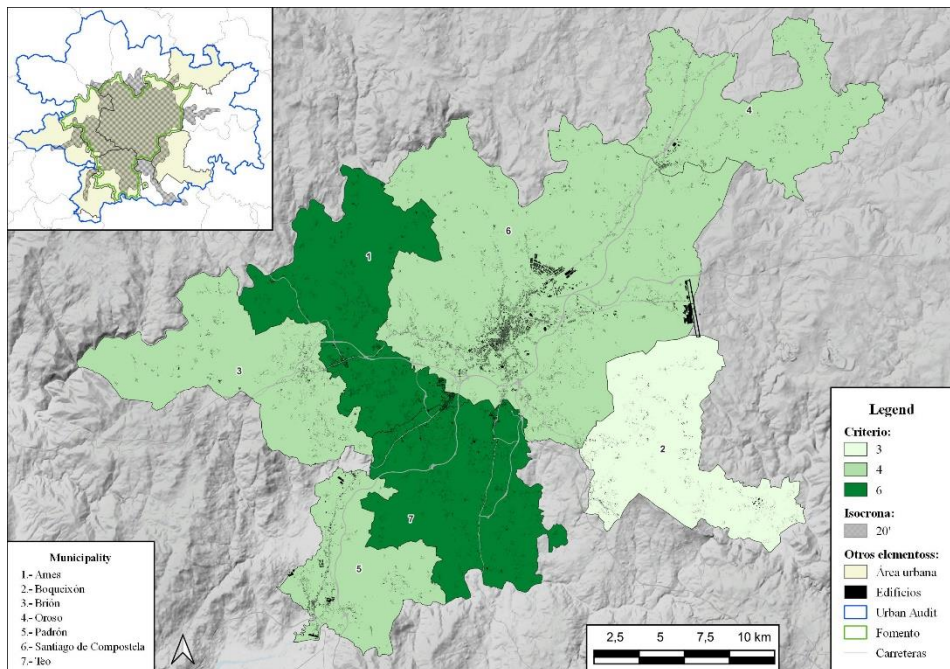 4
6
1
3
2
7
5
Legend
Criterio:
3
4
6
Isocrona:
20'
Otros elementoss:
Área urbana
Edificios
Urban Audit
Fomento
Carreteras
Municipality
1.- Ames
2.- Boqueixón
3.- Brión
4.- Oroso
5.- Padrón
6.- Santiago de Compostela
7.- Teo
2,5 5 7,5 10 km